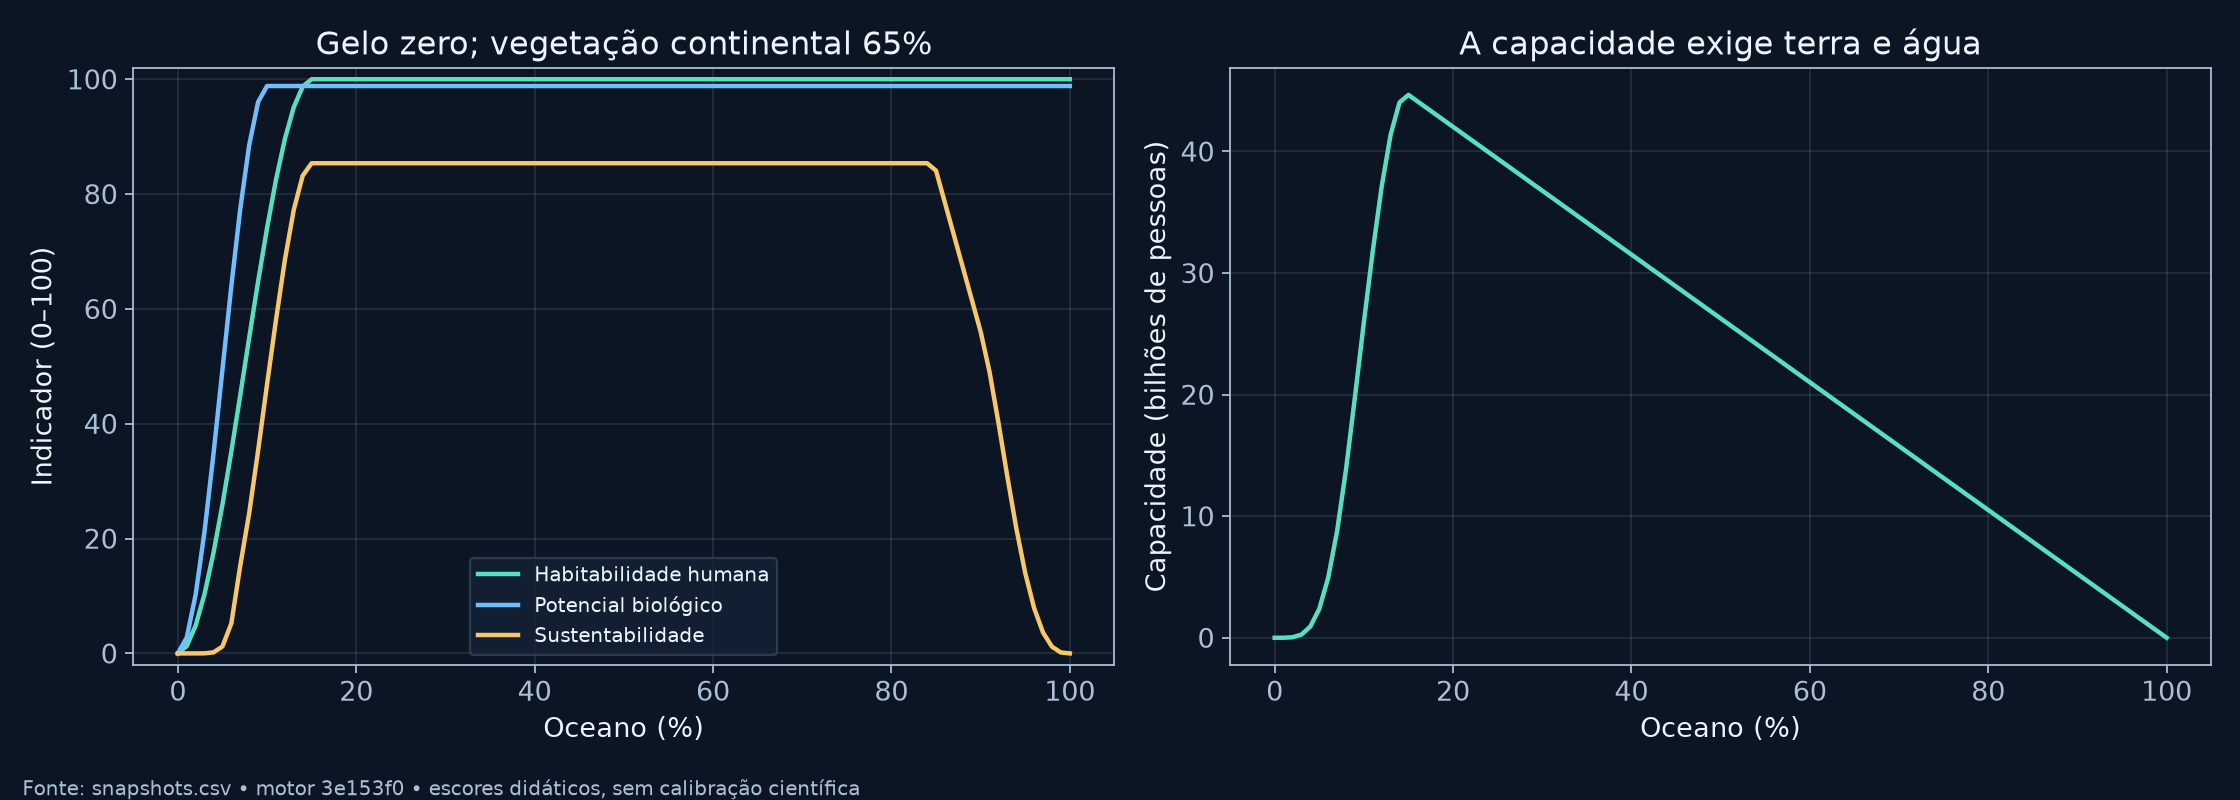 Gelo zero; vegetação continental 65%
Indicador (0–100)
100
80
60
40
20
0
Habitabilidade humana
Potencial biológico
Sustentabilidade
0 20 40 60 80 100
Oceano (%)
A capacidade exige terra e água
Capacidade (bilhões de pessoas)
40
30
20
10
0
0 20 40 60 80 100
Oceano (%)
Fonte: snapshots.csv • motor 3e153f0 • escores didáticos, sem calibração científica